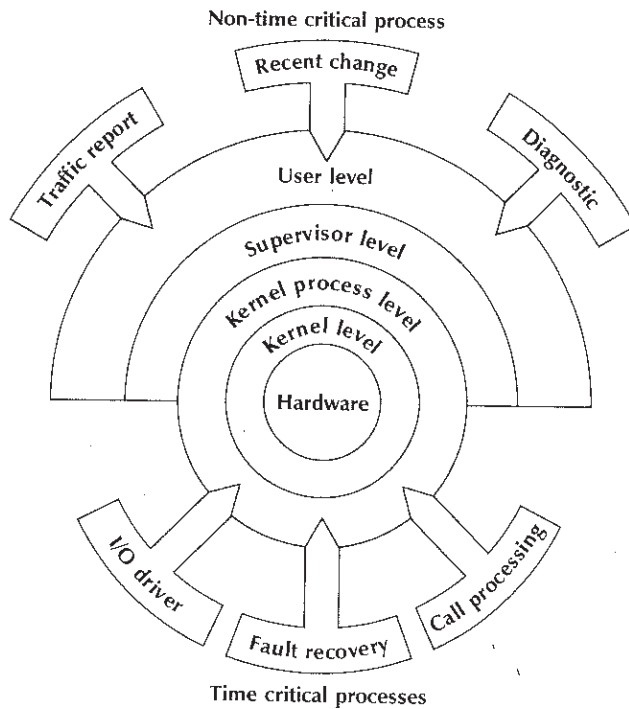 Non-time critical process
Recent change
Traffic report
Diagnostic
User level
Supervisor level
Kernel process level
Kernel level
Hardware
I/O driver
Fault recovery
Call processing
Time critical processes